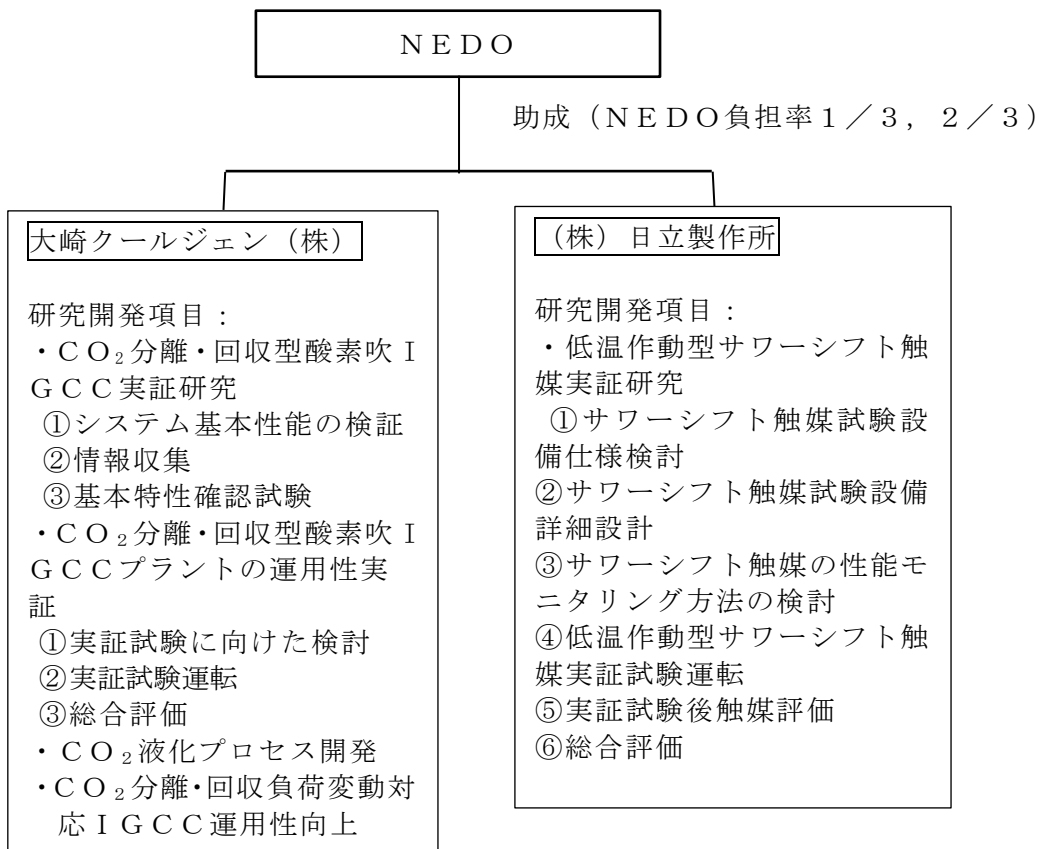 ＮＥＤＯ
助成（ＮＥＤＯ負担率１／３，２／３）
大崎クールジェン（株）
研究開発項目：
・ＣＯ₂分離・回収型酸素吹Ｉ
ＧＣＣ実証研究
①システム基本性能の検証
②情報収集
③基本特性確認試験
・ＣＯ₂分離・回収型酸素吹Ｉ
ＧＣＣプラントの運用性実
証
①実証試験に向けた検討
②実証試験運転
③総合評価
・ＣＯ₂液化プロセス開発
・ＣＯ₂分離・回収負荷変動対
応ＩＧＣＣ運用性向上
（株）日立製作所
研究開発項目：
・低温作動型サワーシフト触
媒実証研究
①サワーシフト触媒試験設
備仕様検討
②サワーシフト触媒試験設備
詳細設計
③サワーシフト触媒の性能モ
ニタリング方法の検討
④低温作動型サワーシフト触
媒実証試験運転
⑤実証試験後触媒評価
⑥総合評価